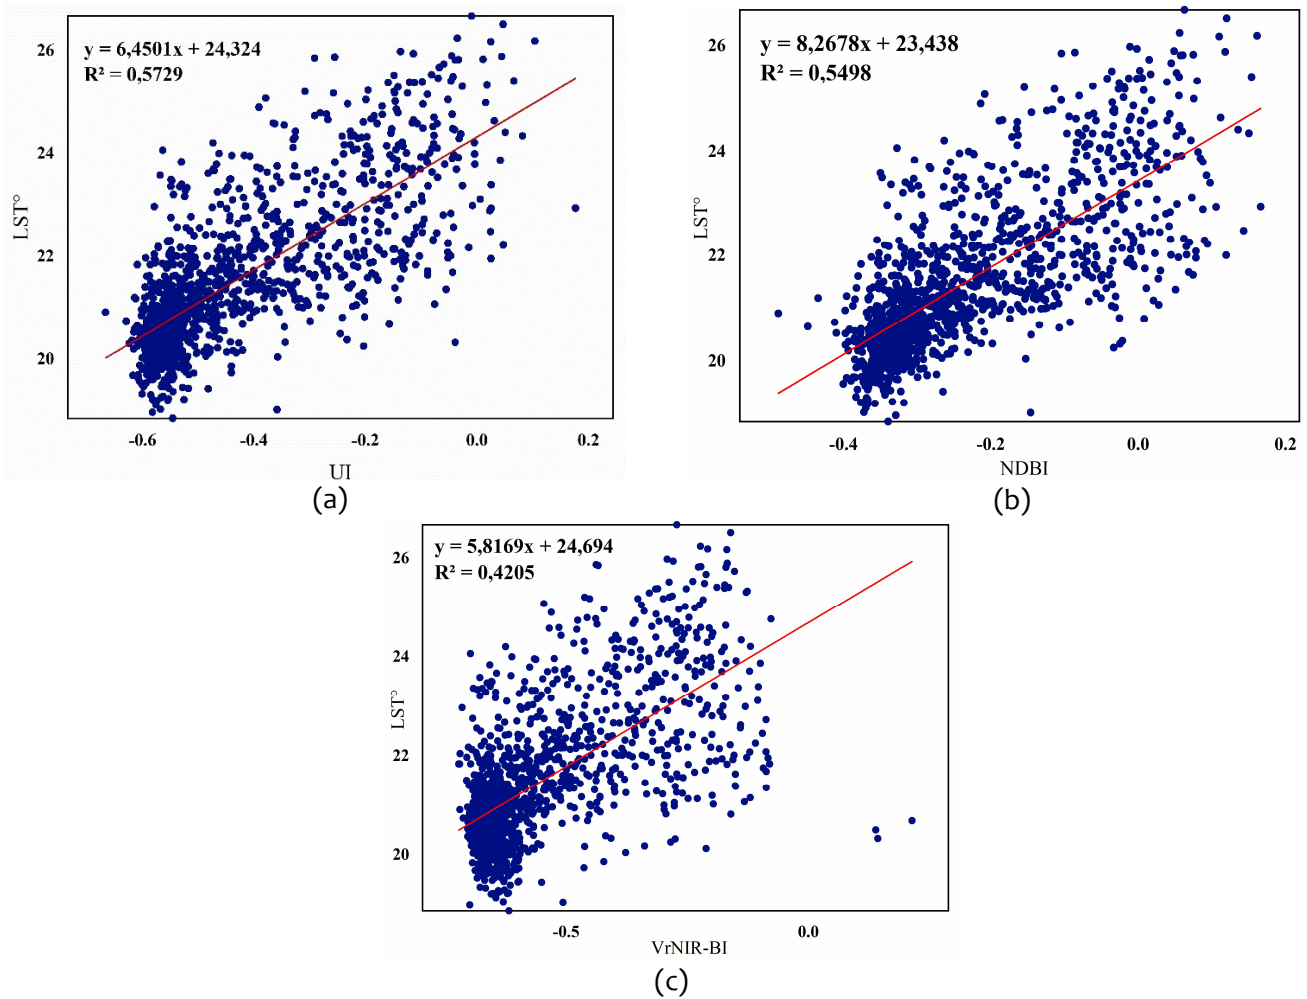 y = 6,4501x + 24,324
R² = 0,5729
26
24
22
20
LST°
-0.6 -0.4 -0.2 0.0 0.2
UI
(a)
y = 8,2678x + 23,438
R² = 0,5498
26
24
22
20
LST°
-0.4 -0.2 0.0 0.2
NDBI
(b)
y = 5,8169x + 24,694
R² = 0,4205
26
24
22
20
LST°
-0.5 0.0
VrNIR-BI
(c)